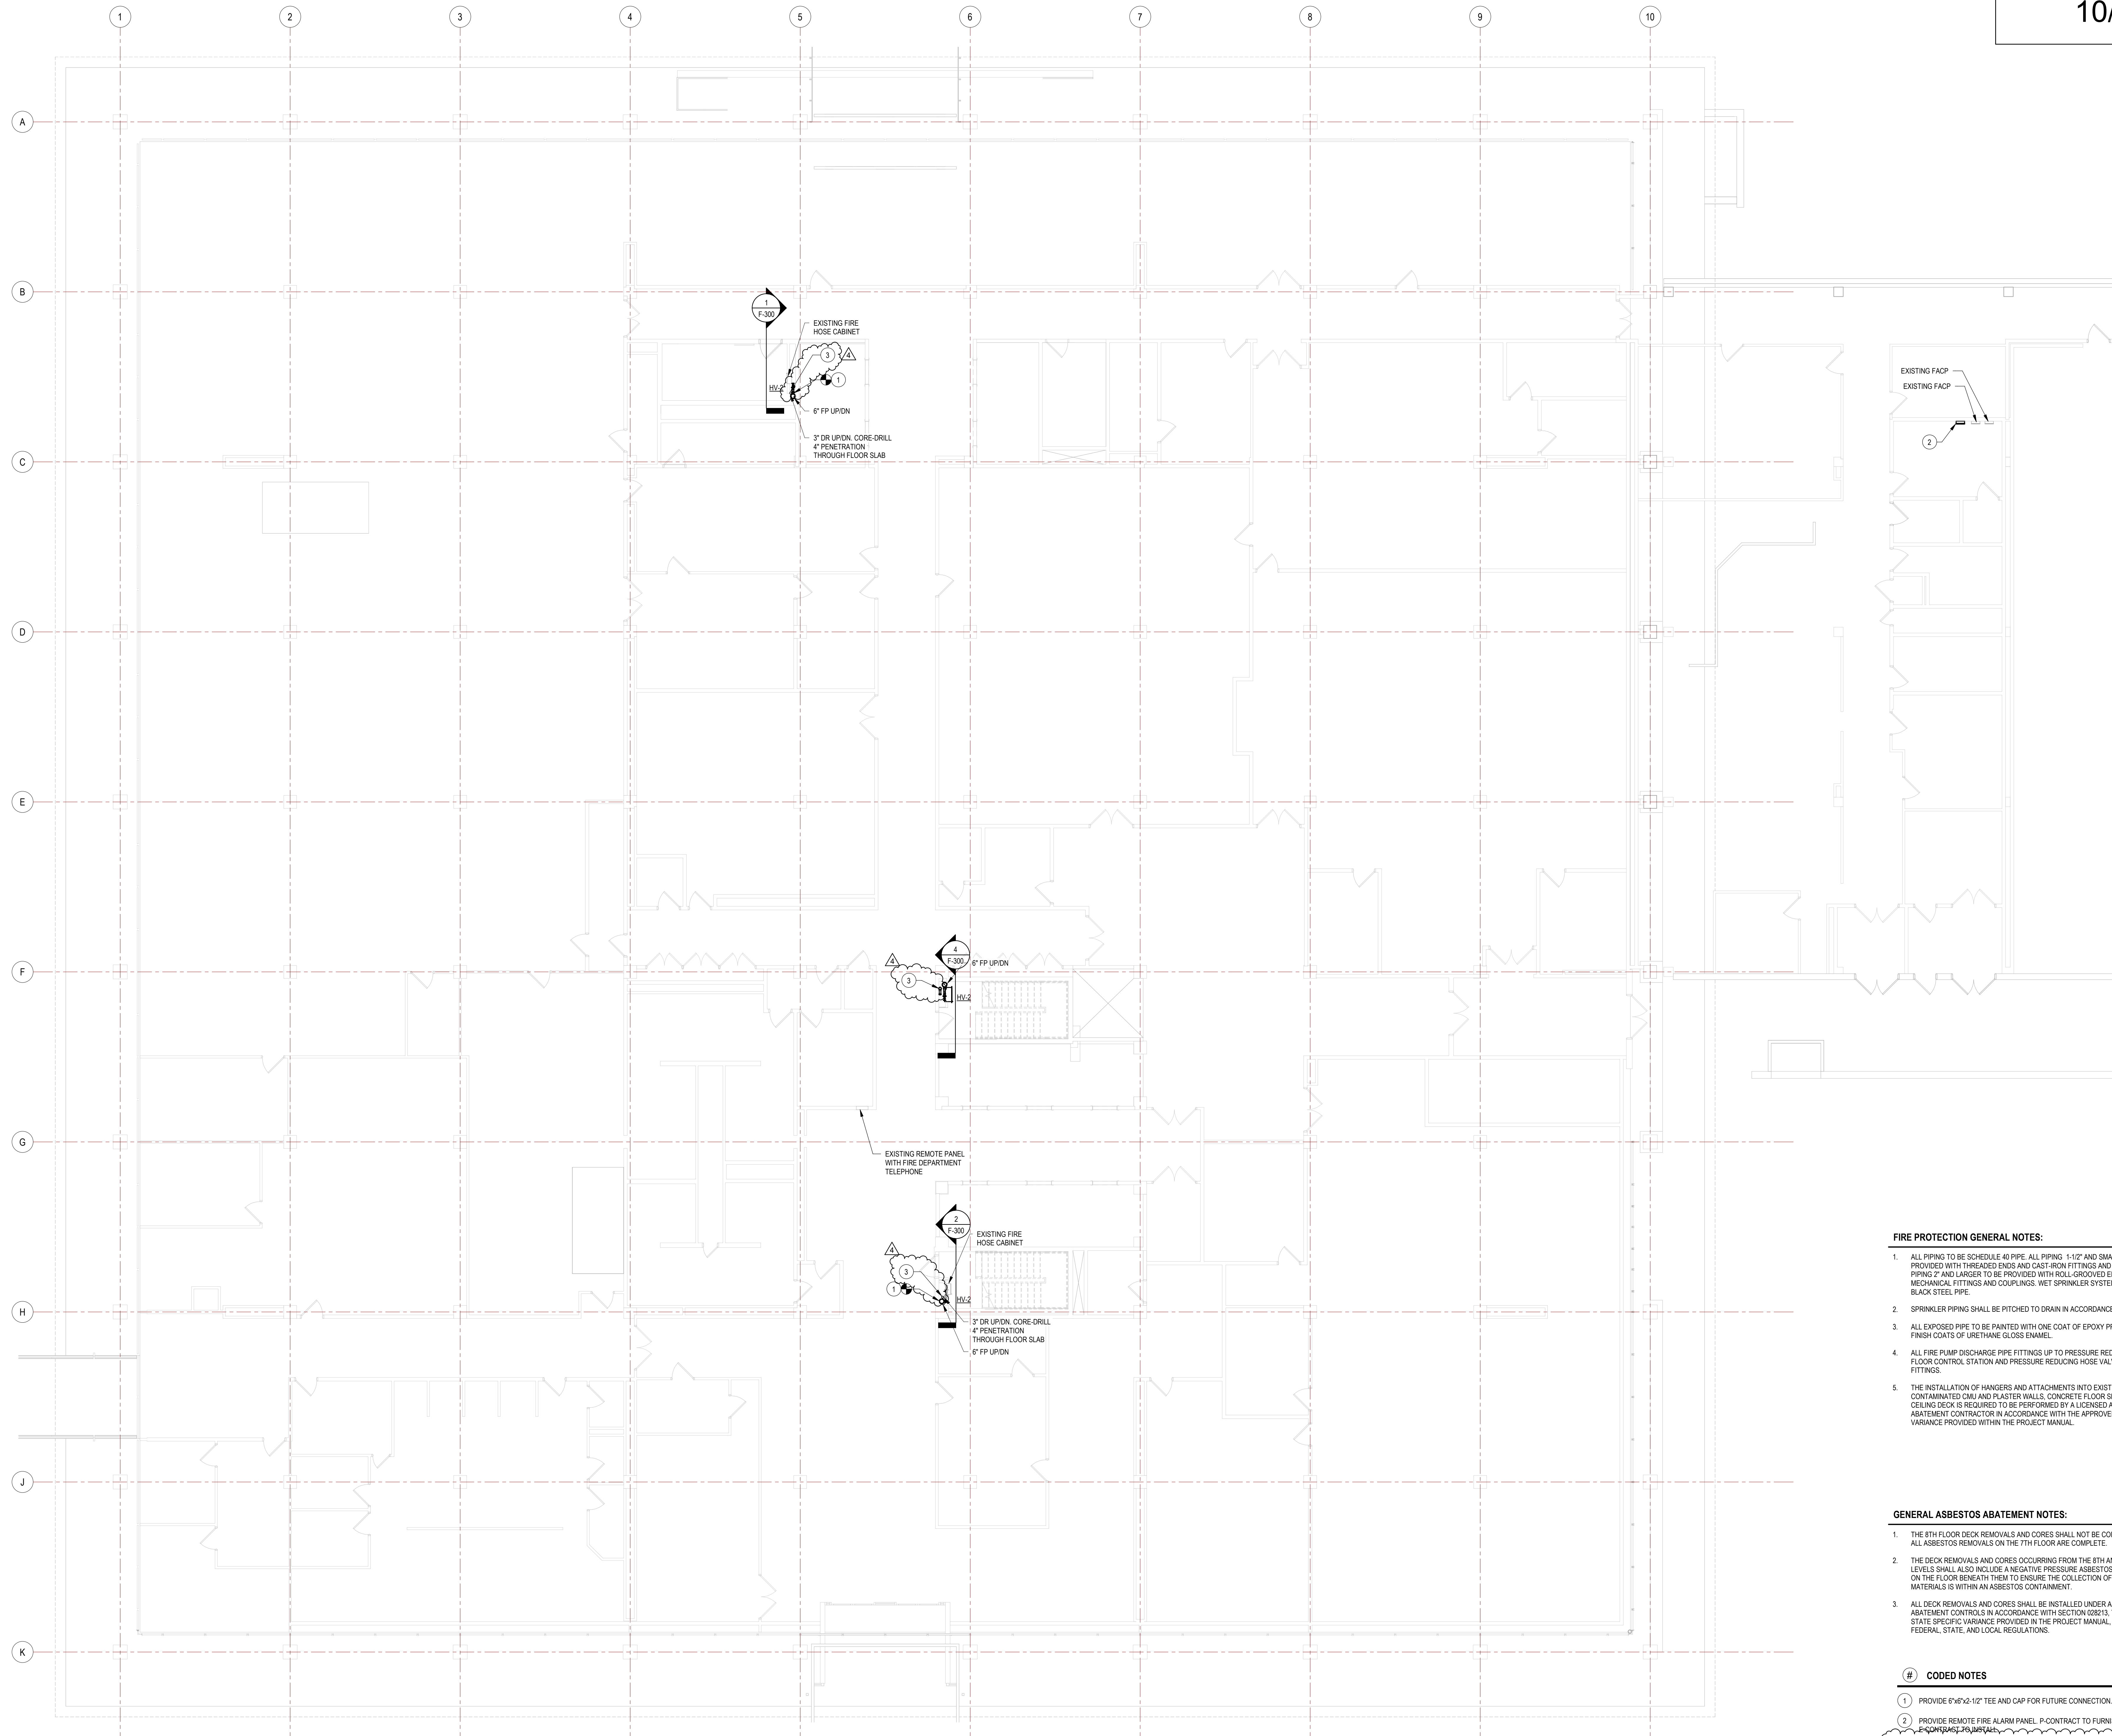 1
2
3
4
5
6
7
8
9
10
10/
A
B
C
D
E
F
G
H
J
K
1
F-300
EXISTING FIRE
HOSE CABINET
3
4
1
HV-2
6" FP UP/DN
3" DR UP/DN. CORE-DRILL
4" PENETRATION
THROUGH FLOOR SLAB
EXISTING FACP
EXISTING FACP
2
4
F-300
6" FP UP/DN
4
3
HV-2
EXISTING REMOTE PANEL
WITH FIRE DEPARTMENT
TELEPHONE
2
F-300
EXISTING FIRE
HOSE CABINET
4
3
1
HV-2
3" DR UP/DN. CORE-DRILL
4" PENETRATION
THROUGH FLOOR SLAB
6" FP UP/DN
FIRE PROTECTION GENERAL NOTES:
1. ALL PIPING TO BE SCHEDULE 40 PIPE. ALL PIPING 1-1/2" AND SMA
PROVIDED WITH THREADED ENDS AND CAST-IRON FITTINGS AND
PIPING 2" AND LARGER TO BE PROVIDED WITH ROLL-GROOVED E
MECHANICAL FITTINGS AND COUPLINGS. WET SPRINKLER SYSTE
BLACK STEEL PIPE.
2. SPRINKLER PIPING SHALL BE PITCHED TO DRAIN IN ACCORDANCE
3. ALL EXPOSED PIPE TO BE PAINTED WITH ONE COAT OF EPOXY P
FINISH COATS OF URETHANE GLOSS ENAMEL.
4. ALL FIRE PUMP DISCHARGE PIPE FITTINGS UP TO PRESSURE RED
FLOOR CONTROL STATION AND PRESSURE REDUCING HOSE VAL
FITTINGS.
5. THE INSTALLATION OF HANGERS AND ATTACHMENTS INTO EXIST
CONTAMINATED CMU AND PLASTER WALLS, CONCRETE FLOOR S
CEILING DECK IS REQUIRED TO BE PERFORMED BY A LICENSED A
ABATEMENT CONTRACTOR IN ACCORDANCE WITH THE APPROVE
VARIANCE PROVIDED WITHIN THE PROJECT MANUAL.
GENERAL ASBESTOS ABATEMENT NOTES:
1. THE 8TH FLOOR DECK REMOVALS AND CORES SHALL NOT BE CO
ALL ASBESTOS REMOVALS ON THE 7TH FLOOR ARE COMPLETE.
2. THE DECK REMOVALS AND CORES OCCURRING FROM THE 8TH A
LEVELS SHALL ALSO INCLUDE A NEGATIVE PRESSURE ASBESTOS
ON THE FLOOR BENEATH THEM TO ENSURE THE COLLECTION OF
MATERIALS IS WITHIN AN ASBESTOS CONTAINMENT.
3. ALL DECK REMOVALS AND CORES SHALL BE INSTALLED UNDER A
ABATEMENT CONTROLS IN ACCORDANCE WITH SECTION 028213,
STATE SPECIFIC VARIANCE PROVIDED IN THE PROJECT MANUAL,
FEDERAL, STATE, AND LOCAL REGULATIONS.
# CODED NOTES
1 PROVIDE 6"x6"x2-1/2" TEE AND CAP FOR FUTURE CONNECTION.
2 PROVIDE REMOTE FIRE ALARM PANEL. P-CONTRACT TO FURNI
E-CONTRACT TO INSTALL